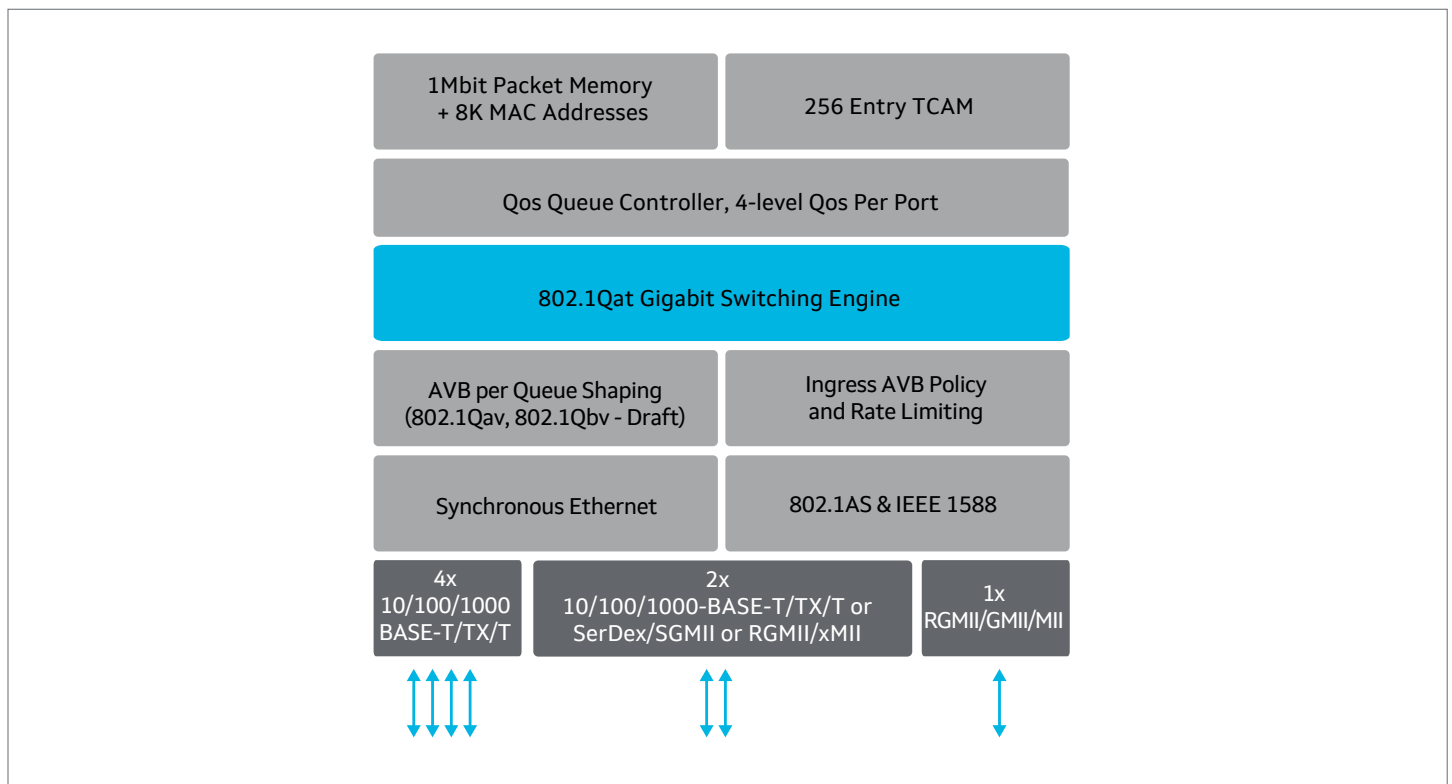 1Mbit Packet Memory
+ 8K MAC Addresses
256 Entry TCAM
Qos Queue Controller, 4-level Qos Per Port
802.1Qat Gigabit Switching Engine
AVB per Queue Shaping
(802.1Qav, 802.1Qbv - Draft)
Ingress AVB Policy
and Rate Limiting
Synchronous Ethernet
802.1AS & IEEE 1588
4x
10/100/1000
BASE-T/TX/T
2x
10/100/1000-BASE-T/TX/T or
SerDex/SGMII or RGMII/xMII
1x
RGMII/GMII/MII